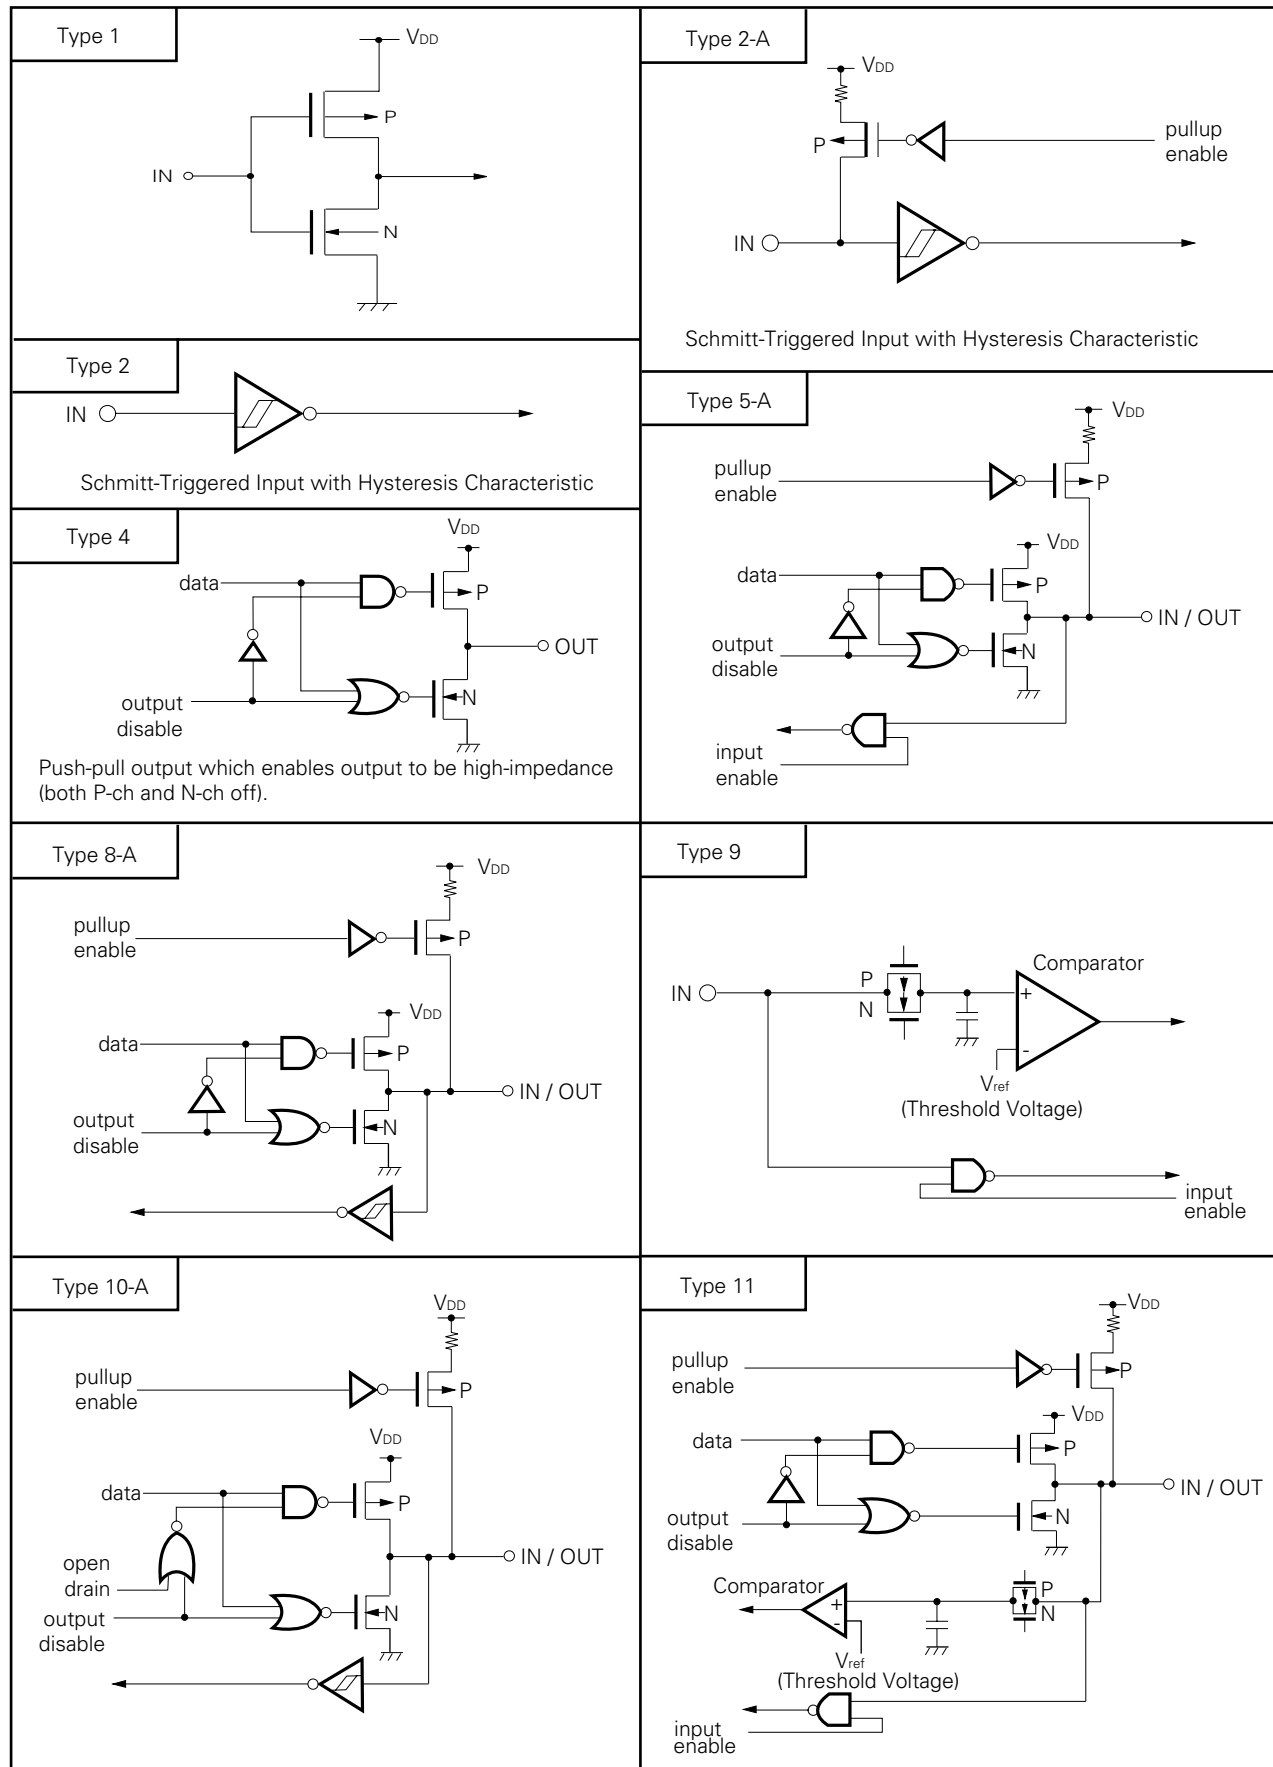 Type 1
VDD
P
IN
N
Type 2-A
VDD
P
pullup
enable
IN
Schmitt-Triggered Input with Hysteresis Characteristic
Type 2
IN
Schmitt-Triggered Input with Hysteresis Characteristic
Type 5-A
VDD
pullup
enable
P
VDD
data
P
IN / OUT
output
disable
N
input
enable
Type 4
VDD
data
P
OUT
output
disable
N
Push-pull output which enables output to be high-impedance
(both P-ch and N-ch off).
Type 8-A
VDD
pullup
enable
P
VDD
data
P
IN / OUT
output
disable
N
Type 9
Comparator
IN
P
N
+
-
Vref
(Threshold Voltage)
input
enable
Type 10-A
VDD
pullup
enable
P
VDD
data
P
IN / OUT
open
drain
output
disable
N
Type 11
VDD
pullup
enable
P
VDD
data
P
IN / OUT
output
disable
N
Comparator
P
N
+
-
Vref
(Threshold Voltage)
input
enable